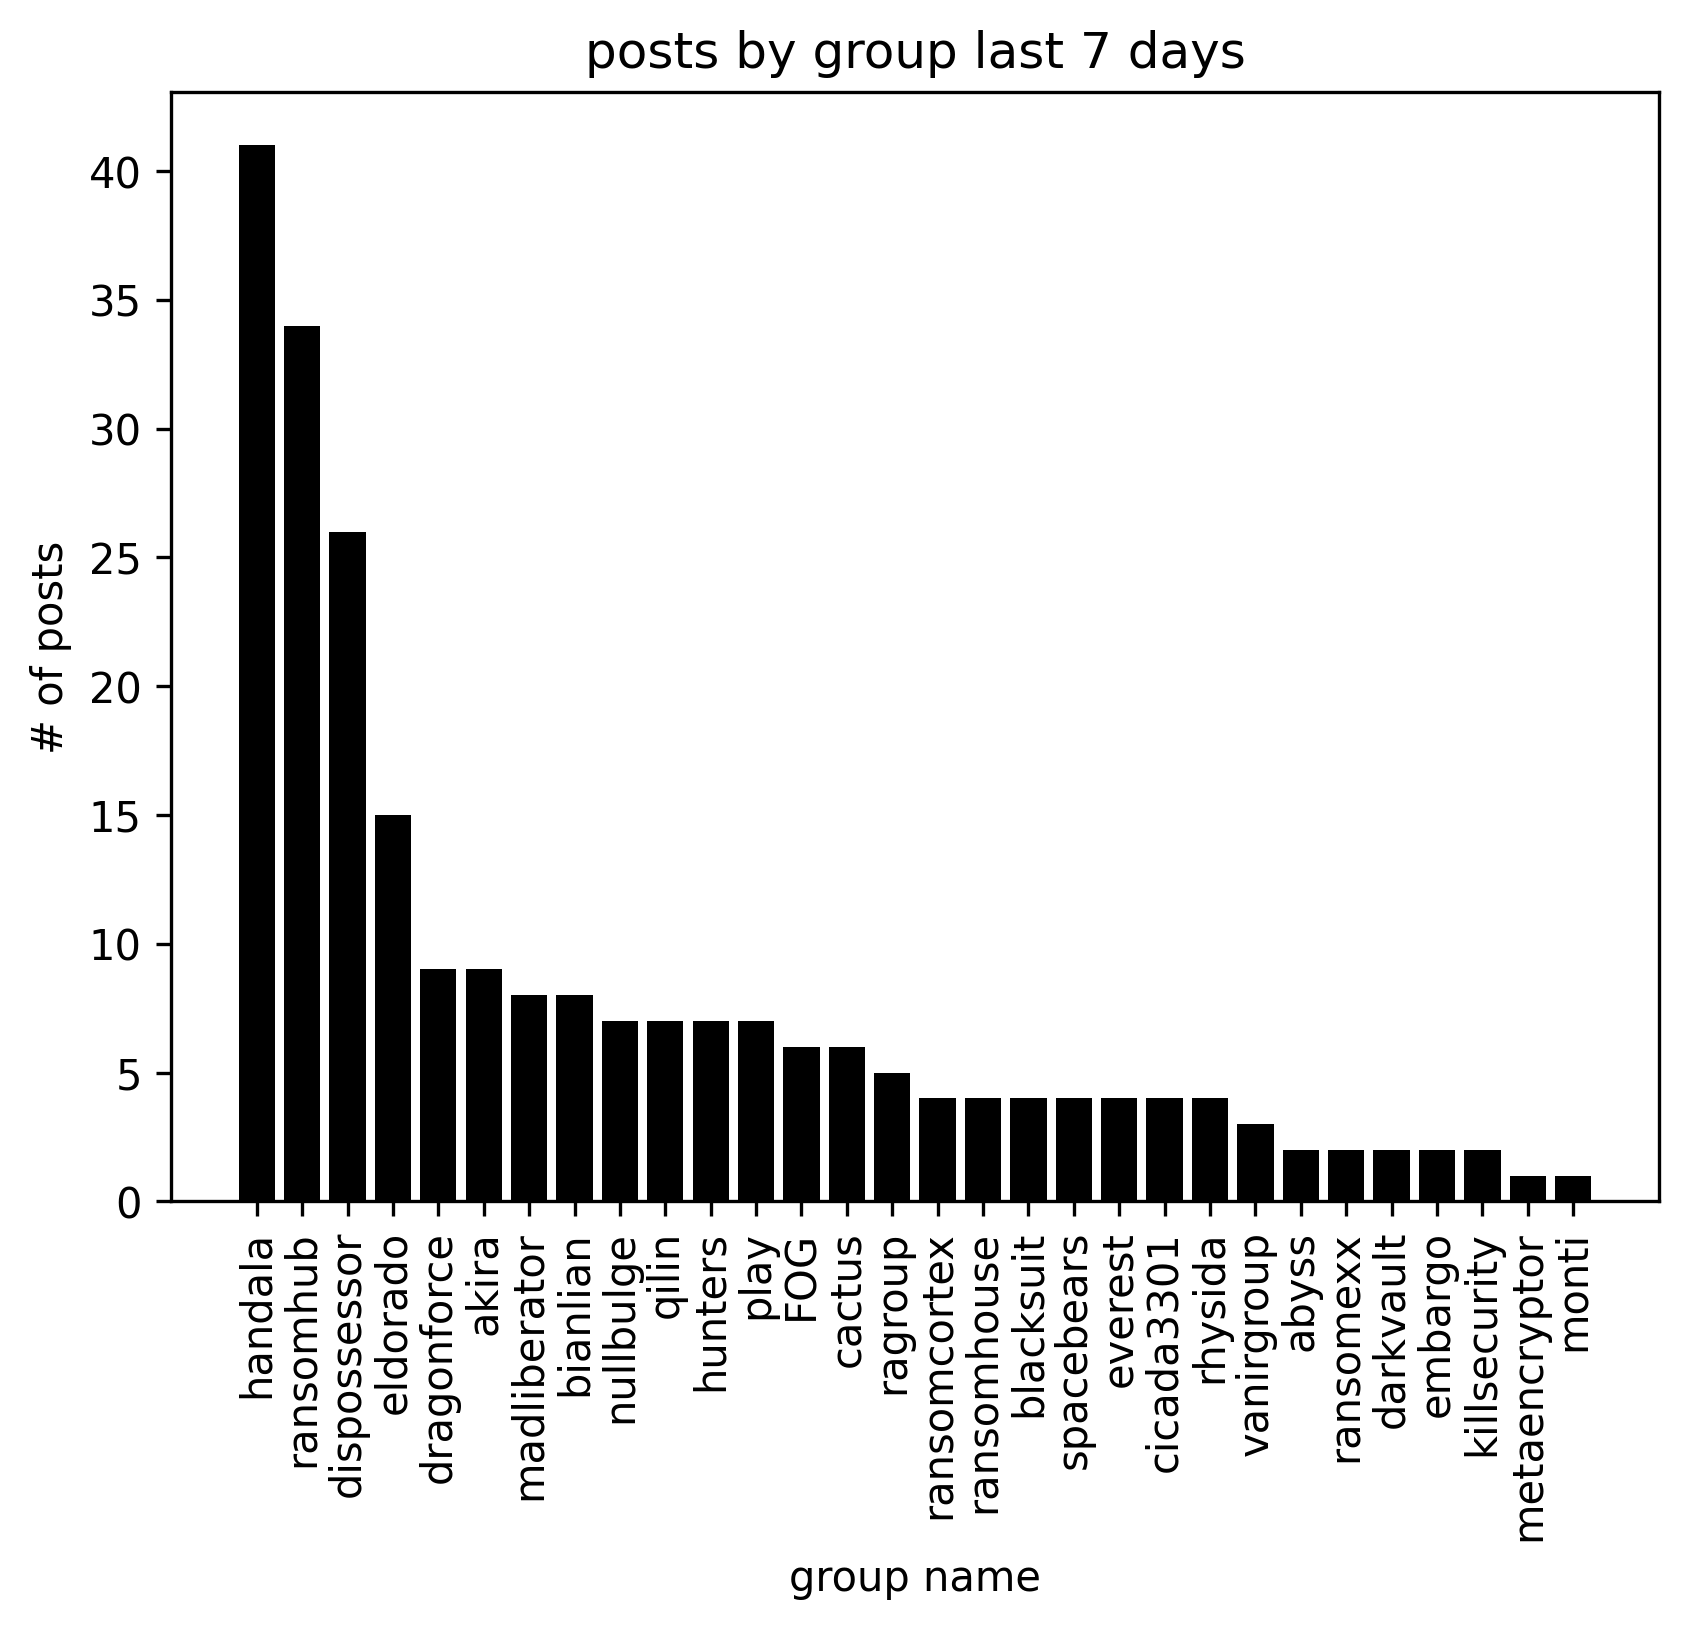 posts by group last 7 days
# of posts
40
35
30
25
20
15
10
5
0
handala
ransomhub
dispossessor
eldorado
dragonforce
akira
madliberator
bianlian
nullbulge
qilin
hunters
play
FOG
cactus
ragroup
ransomcortex
ransomhouse
blacksuit
spacebears
everest
cicada3301
rhysida
vanirgroup
abyss
ransomexx
darkvault
embargo
killsecurity
metaencryptor
monti
group name